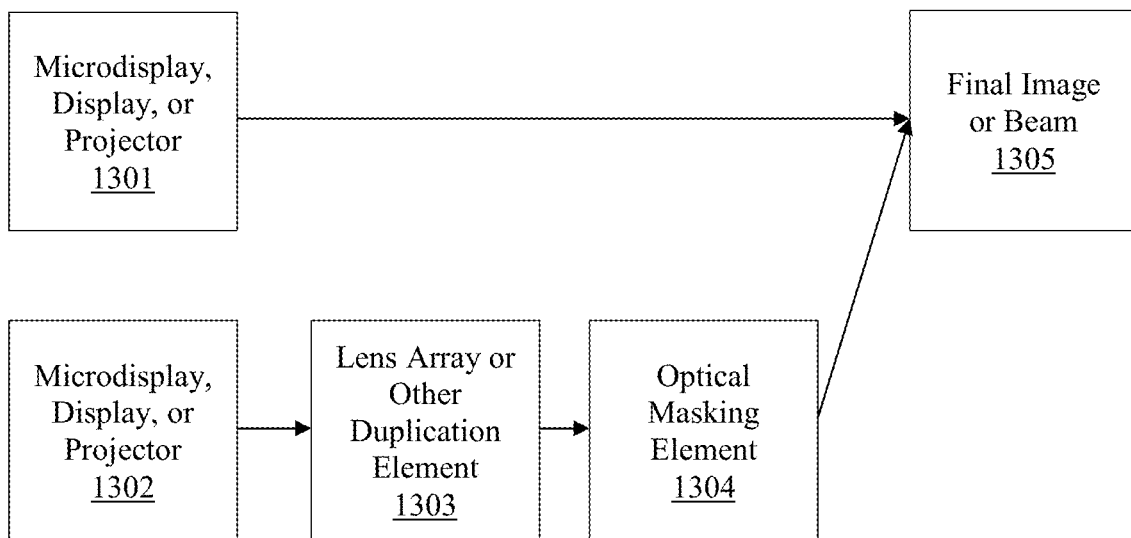 Microdisplay,
Display, or
Projector
1301
Final Image
or Beam
1305
Microdisplay,
Display, or
Projector
1302
Lens Array or
Other
Duplication
Element
1303
Optical
Masking
Element
1304